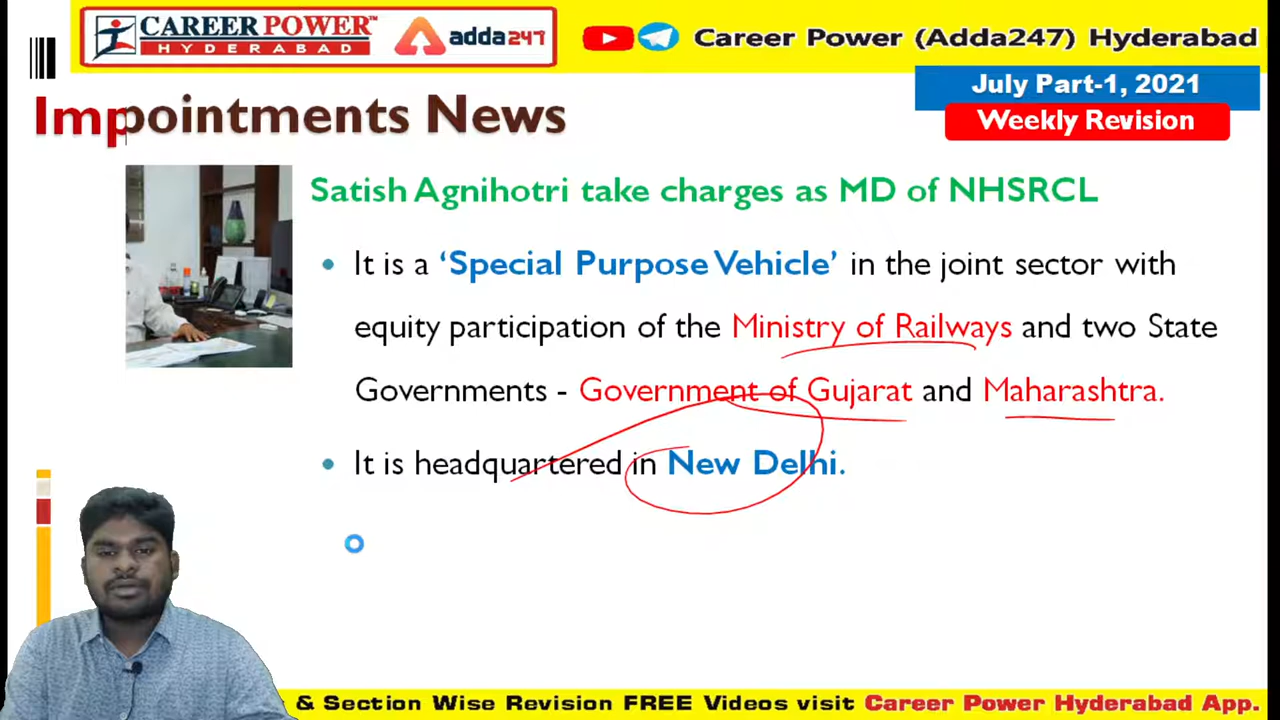 CAREER POWER™
HYDERABAD
adda247
Career Power (Adda247) Hyderabad
July Part-1, 2021
Weekly Revision
Imppointments News
Satish Agnihotri take charges as MD of NHSRCL
• It is a ‘Special Purpose Vehicle’ in the joint sector with
equity participation of the Ministry of Railways and two State
Governments - Government of Gujarat and Maharashtra.
• It is headquartered in New Delhi.
& Section Wise Revision FREE Videos visit Career Power Hyderabad App.